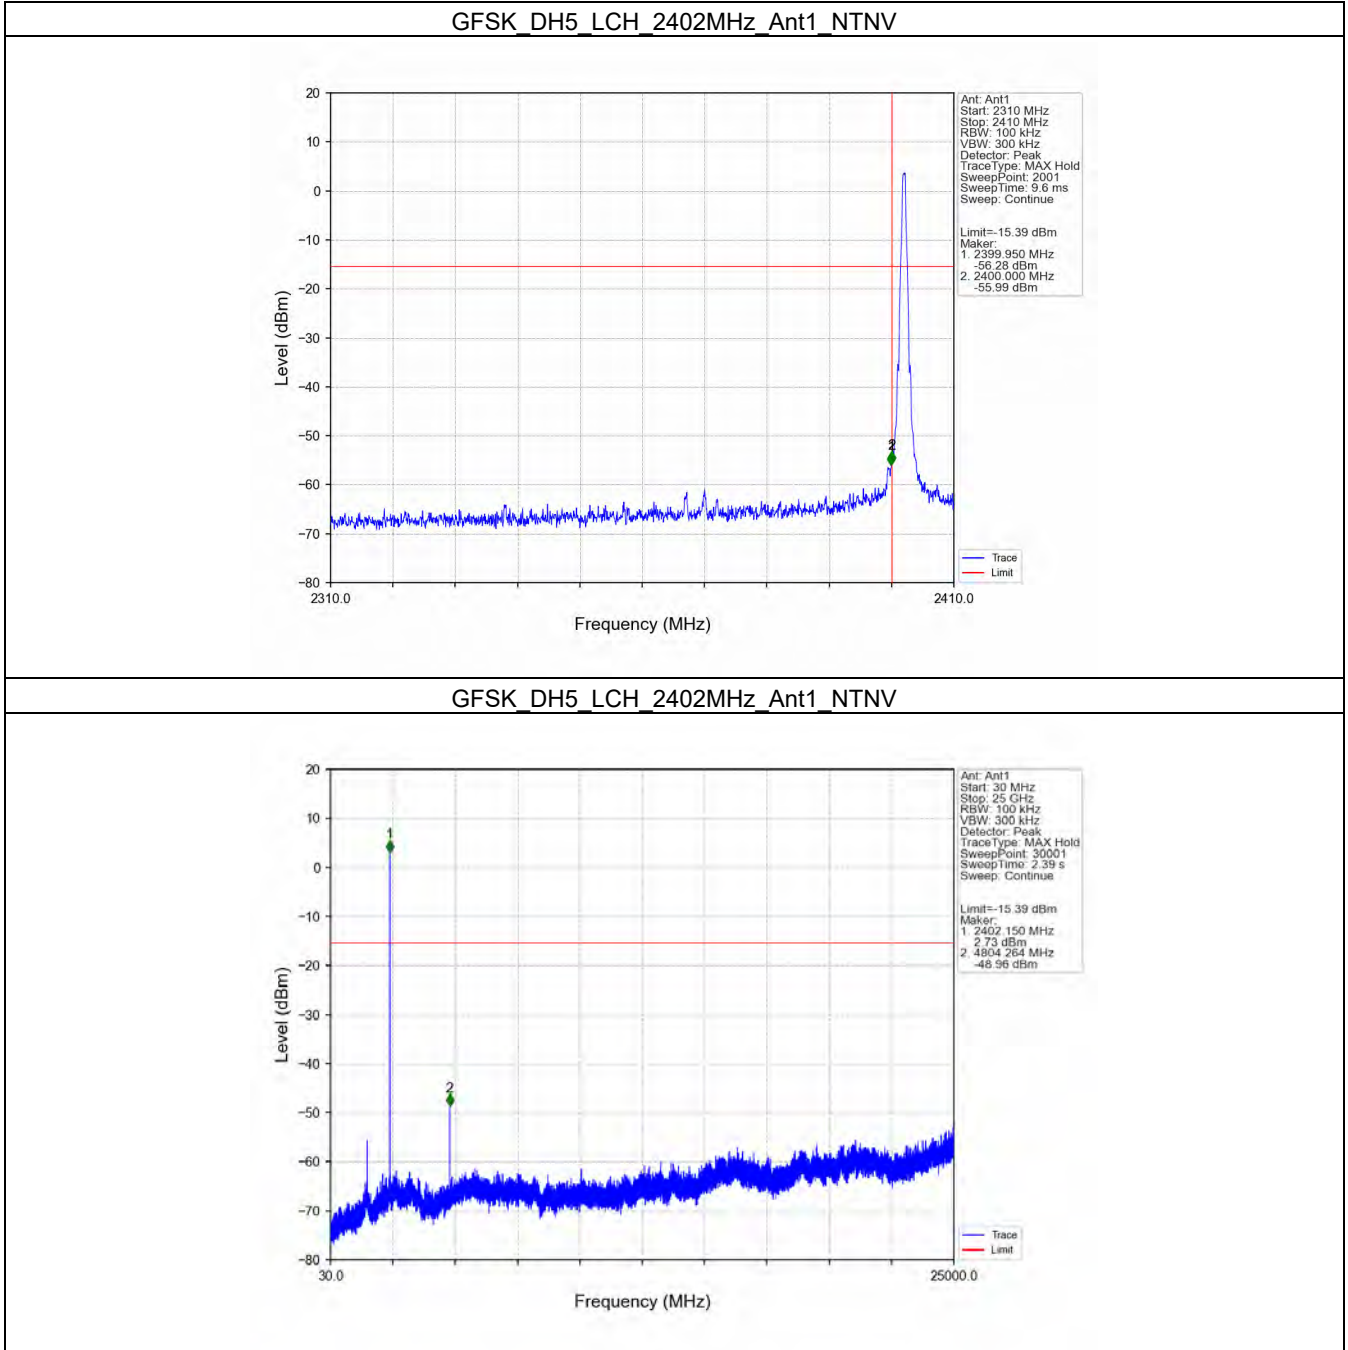 GFSK_DH5_LCH_2402MHz_Ant1_NTNV
20
10
0
−10
−20
−30
−40
−50
−60
−70
−80
Level (dBm)
2310.0
2410.0
Frequency (MHz)
2
Ant: Ant1
Start: 2310 MHz
Stop: 2410 MHz
RBW: 100 kHz
VBW: 300 kHz
Detector: Peak
TraceType: MAX Hold
SweepPoint: 2001
SweepTime: 9.6 ms
Sweep: Continue
Limit=-15.39 dBm
Maker:
1. 2399.950 MHz
-56.28 dBm
2. 2400.000 MHz
-55.99 dBm
Trace
Limit
GFSK_DH5_LCH_2402MHz_Ant1_NTNV
20
10
0
−10
−20
−30
−40
−50
−60
−70
−80
Level (dBm)
30.0
25000.0
Frequency (MHz)
1
2
Ant: Ant1
Start: 30 MHz
Stop: 25 GHz
RBW: 100 kHz
VBW: 300 kHz
Detector: Peak
TraceType: MAX Hold
SweepPoint: 30001
SweepTime: 2.39 s
Sweep: Continue
Limit=-15.39 dBm
Maker:
1. 2402.150 MHz
2.73 dBm
2. 4804.264 MHz
-48.96 dBm
Trace
Limit